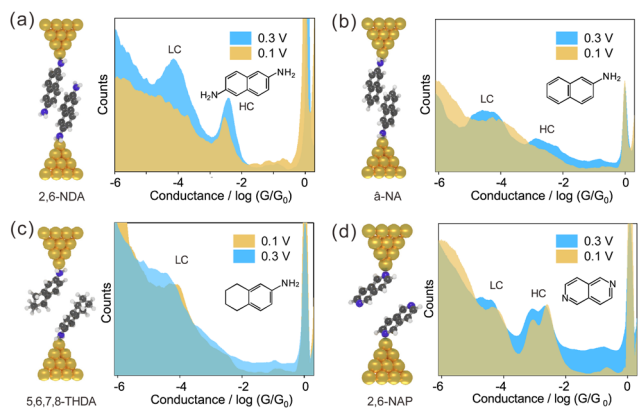 (a)
2,6-NDA
Counts
LC
HC
0.3 V
0.1 V
H₂N
NH₂
-6 -4 -2 0
Conductance / log (G/G₀)
(b)
â-NA
Counts
LC
HC
0.3 V
0.1 V
NH₂
-6 -4 -2 0
Conductance / log (G/G₀)
(c)
5,6,7,8-THDA
Counts
LC
0.1 V
0.3 V
NH₂
-6 -4 -2 0
Conductance / log (G/G₀)
(d)
2,6-NAP
Counts
LC
HC
0.3 V
0.1 V
N
N
-6 -4 -2 0
Conductance / log (G/G₀)